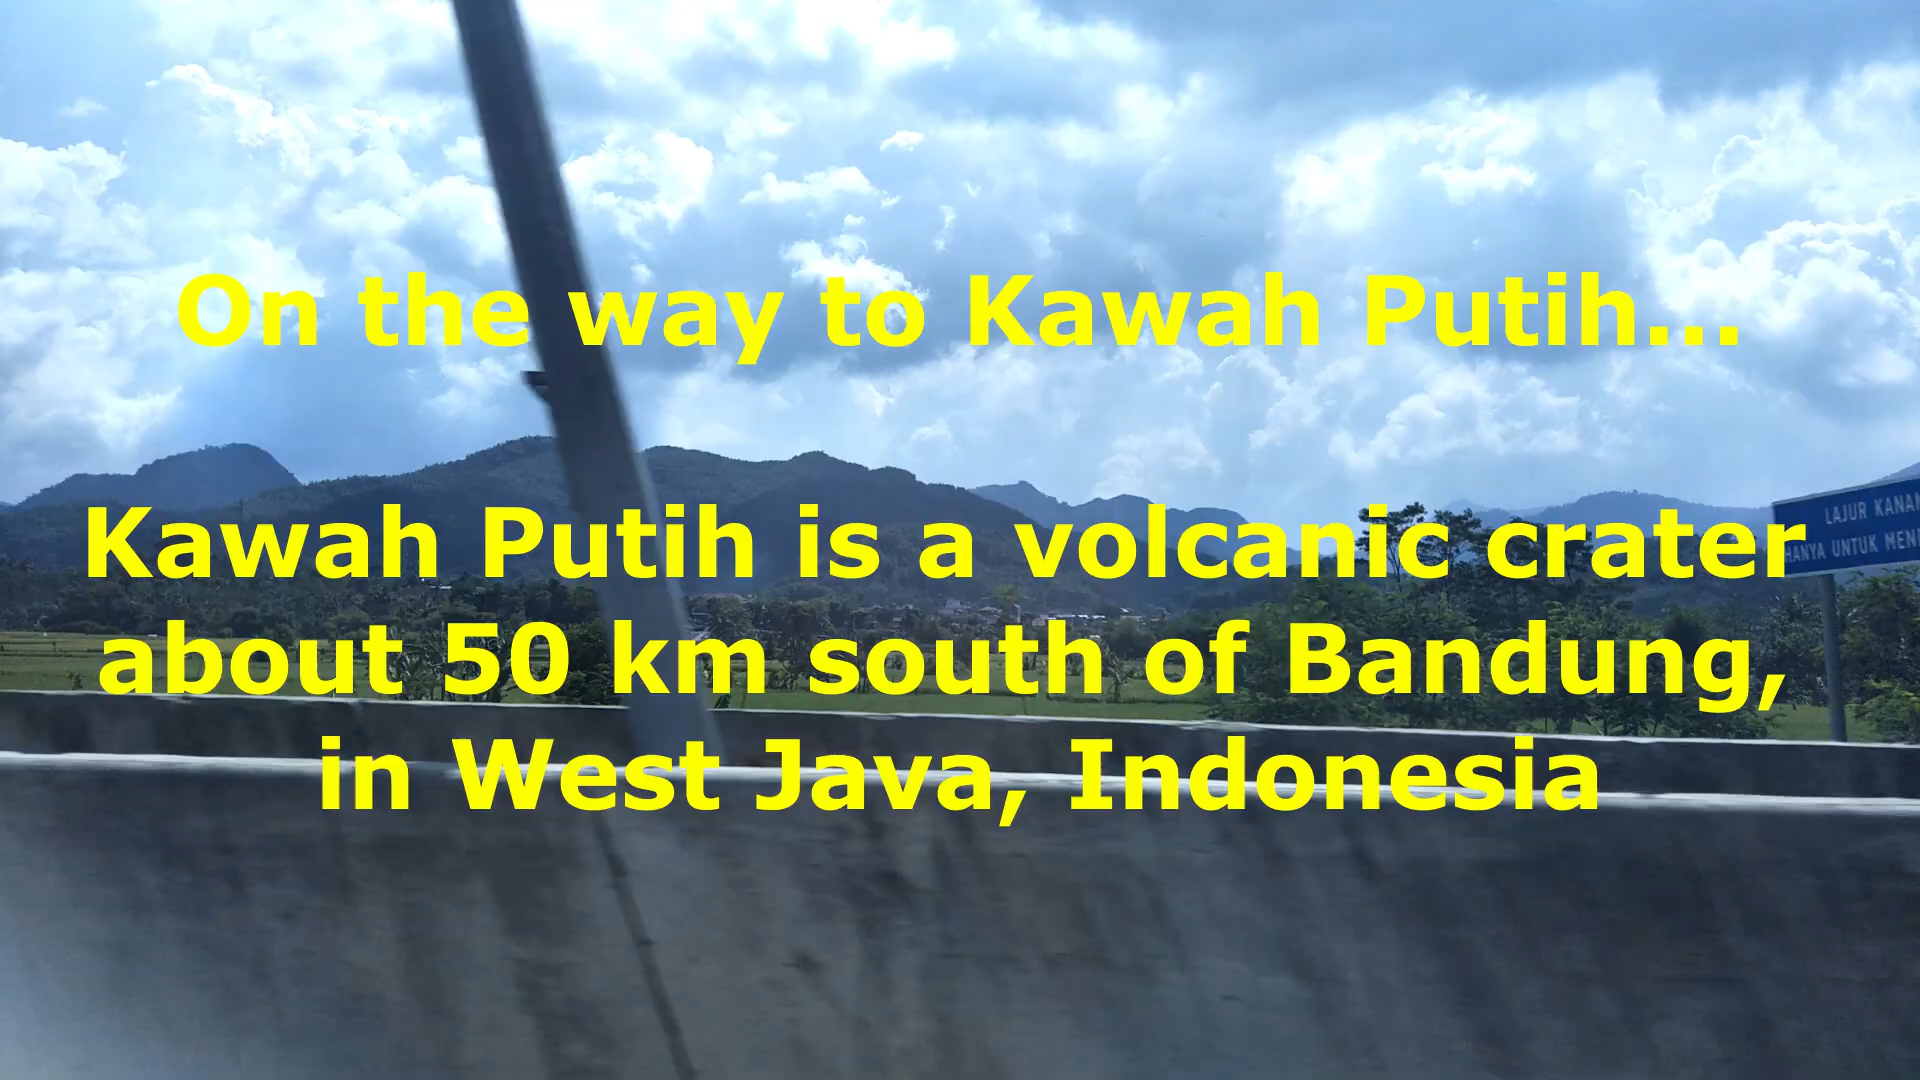 On the way to Kawah Putih...
Kawah Putih is a volcanic crater
about 50 km south of Bandung,
in West Java, Indonesia
LAJUR KANAN
HANYA UNTUK